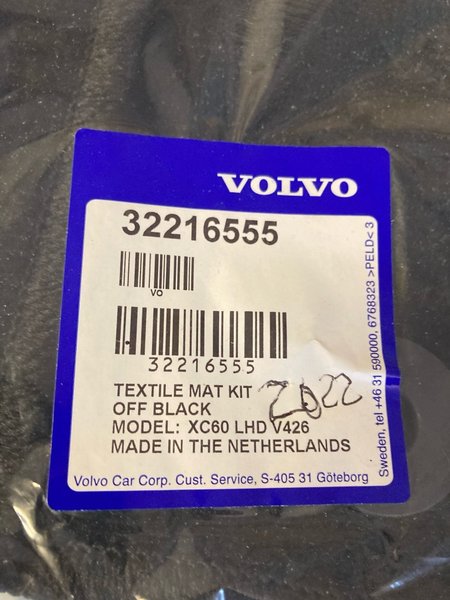 VOLVO
32216555
VO
32216555
TEXTILE MAT KIT
2022
OFF BLACK
MODEL: XC60 LHD V426
MADE IN THE NETHERLANDS
Volvo Car Corp. Cust. Service, S-405 31 Göteborg
Sweden, tel +46 31 590000, 6768323 >PELD< 3